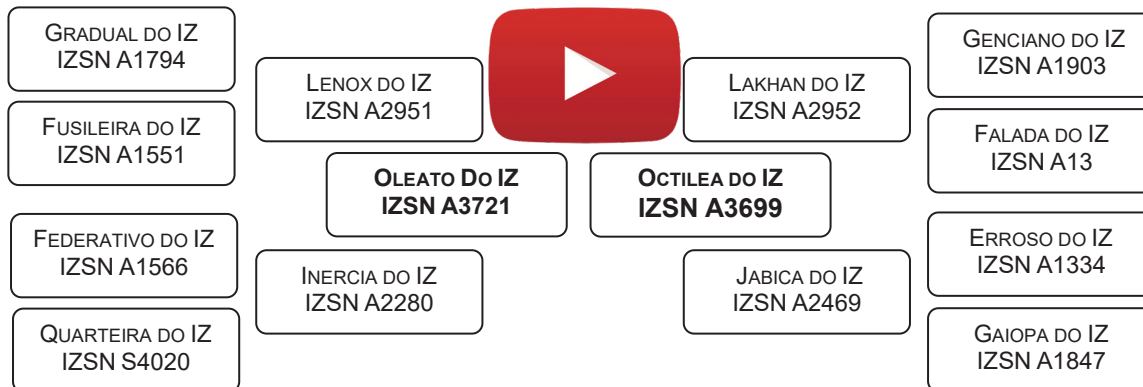 GRADUAL DO IZ
IZSN A1794
FUSILEIRA DO IZ
IZSN A1551
FEDERATIVO DO IZ
IZSN A1566
QUARTEIRA DO IZ
IZSN S4020
LENOX DO IZ
IZSN A2951
INERCIA DO IZ
IZSN A2280
OLEATO DO IZ
IZSN A3721
OCTILEA DO IZ
IZSN A3699
LAKHAN DO IZ
IZSN A2952
JABICA DO IZ
IZSN A2469
GENCIANO DO IZ
IZSN A1903
FALADA DO IZ
IZSN A13
ERROSO DO IZ
IZSN A1334
GAIOPA DO IZ
IZSN A1847